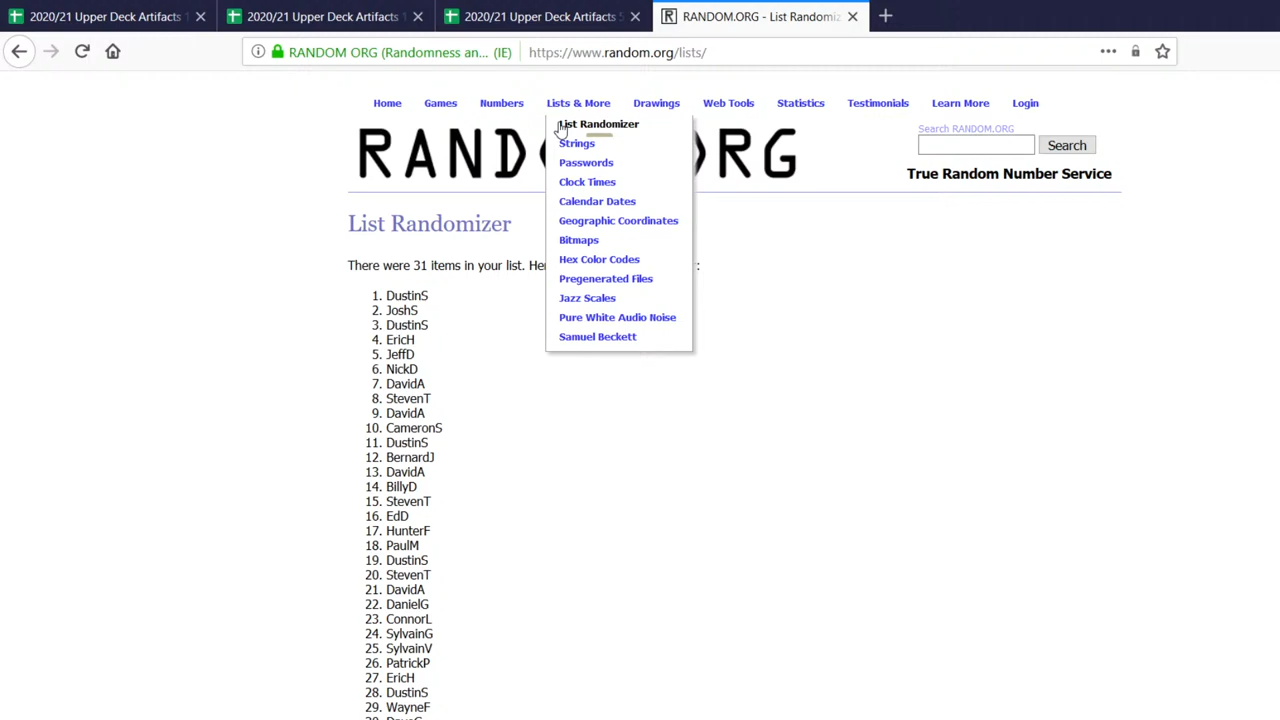 2020/21 Upper Deck Artifacts 1
2020/21 Upper Deck Artifacts 1
2020/21 Upper Deck Artifacts 5
RANDOM.ORG - List Randomiz
RANDOM ORG (Randomness an... (IE)
https://www.random.org/lists/
Home Games Numbers Lists & More Drawings Web Tools Statistics Testimonials Learn More Login
List Randomizer
Strings
Passwords
Clock Times
Calendar Dates
Geographic Coordinates
Bitmaps
Hex Color Codes
Pregenerated Files
Jazz Scales
Pure White Audio Noise
Samuel Beckett
Search RANDOM.ORG
Search
True Random Number Service
List Randomizer
There were 31 items in your list.
1. DustinS
2. JoshS
3. DustinS
4. EricH
5. JeffD
6. NickD
7. DavidA
8. StevenT
9. DavidA
10. CameronS
11. DustinS
12. BernardJ
13. DavidA
14. BillyD
15. StevenT
16. EdD
17. HunterF
18. PaulM
19. DustinS
20. StevenT
21. DavidA
22. DanielG
23. ConnorL
24. SylvainG
25. SylvainV
26. PatrickP
27. EricH
28. DustinS
29. WayneF